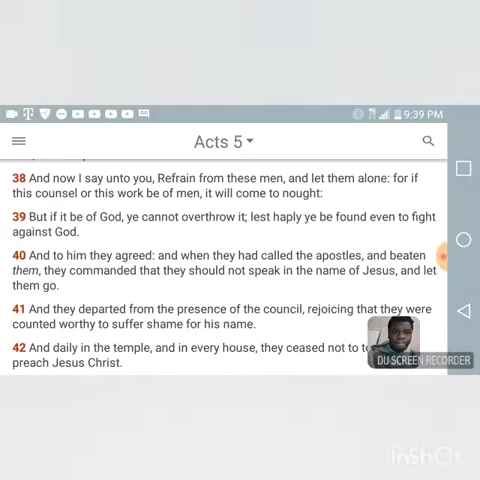 9:39 PM
Acts 5
38 And now I say unto you, Refrain from these men, and let them alone: for if
this counsel or this work be of men, it will come to nought:
39 But if it be of God, ye cannot overthrow it; lest haply ye be found even to fight
against God.
40 And to him they agreed: and when they had called the apostles, and beaten
them, they commanded that they should not speak in the name of Jesus, and let
them go.
41 And they departed from the presence of the council, rejoicing that they were
counted worthy to suffer shame for his name.
42 And daily in the temple, and in every house, they ceased not to
preach Jesus Christ.
DU SCREEN RECORDER
InShOt